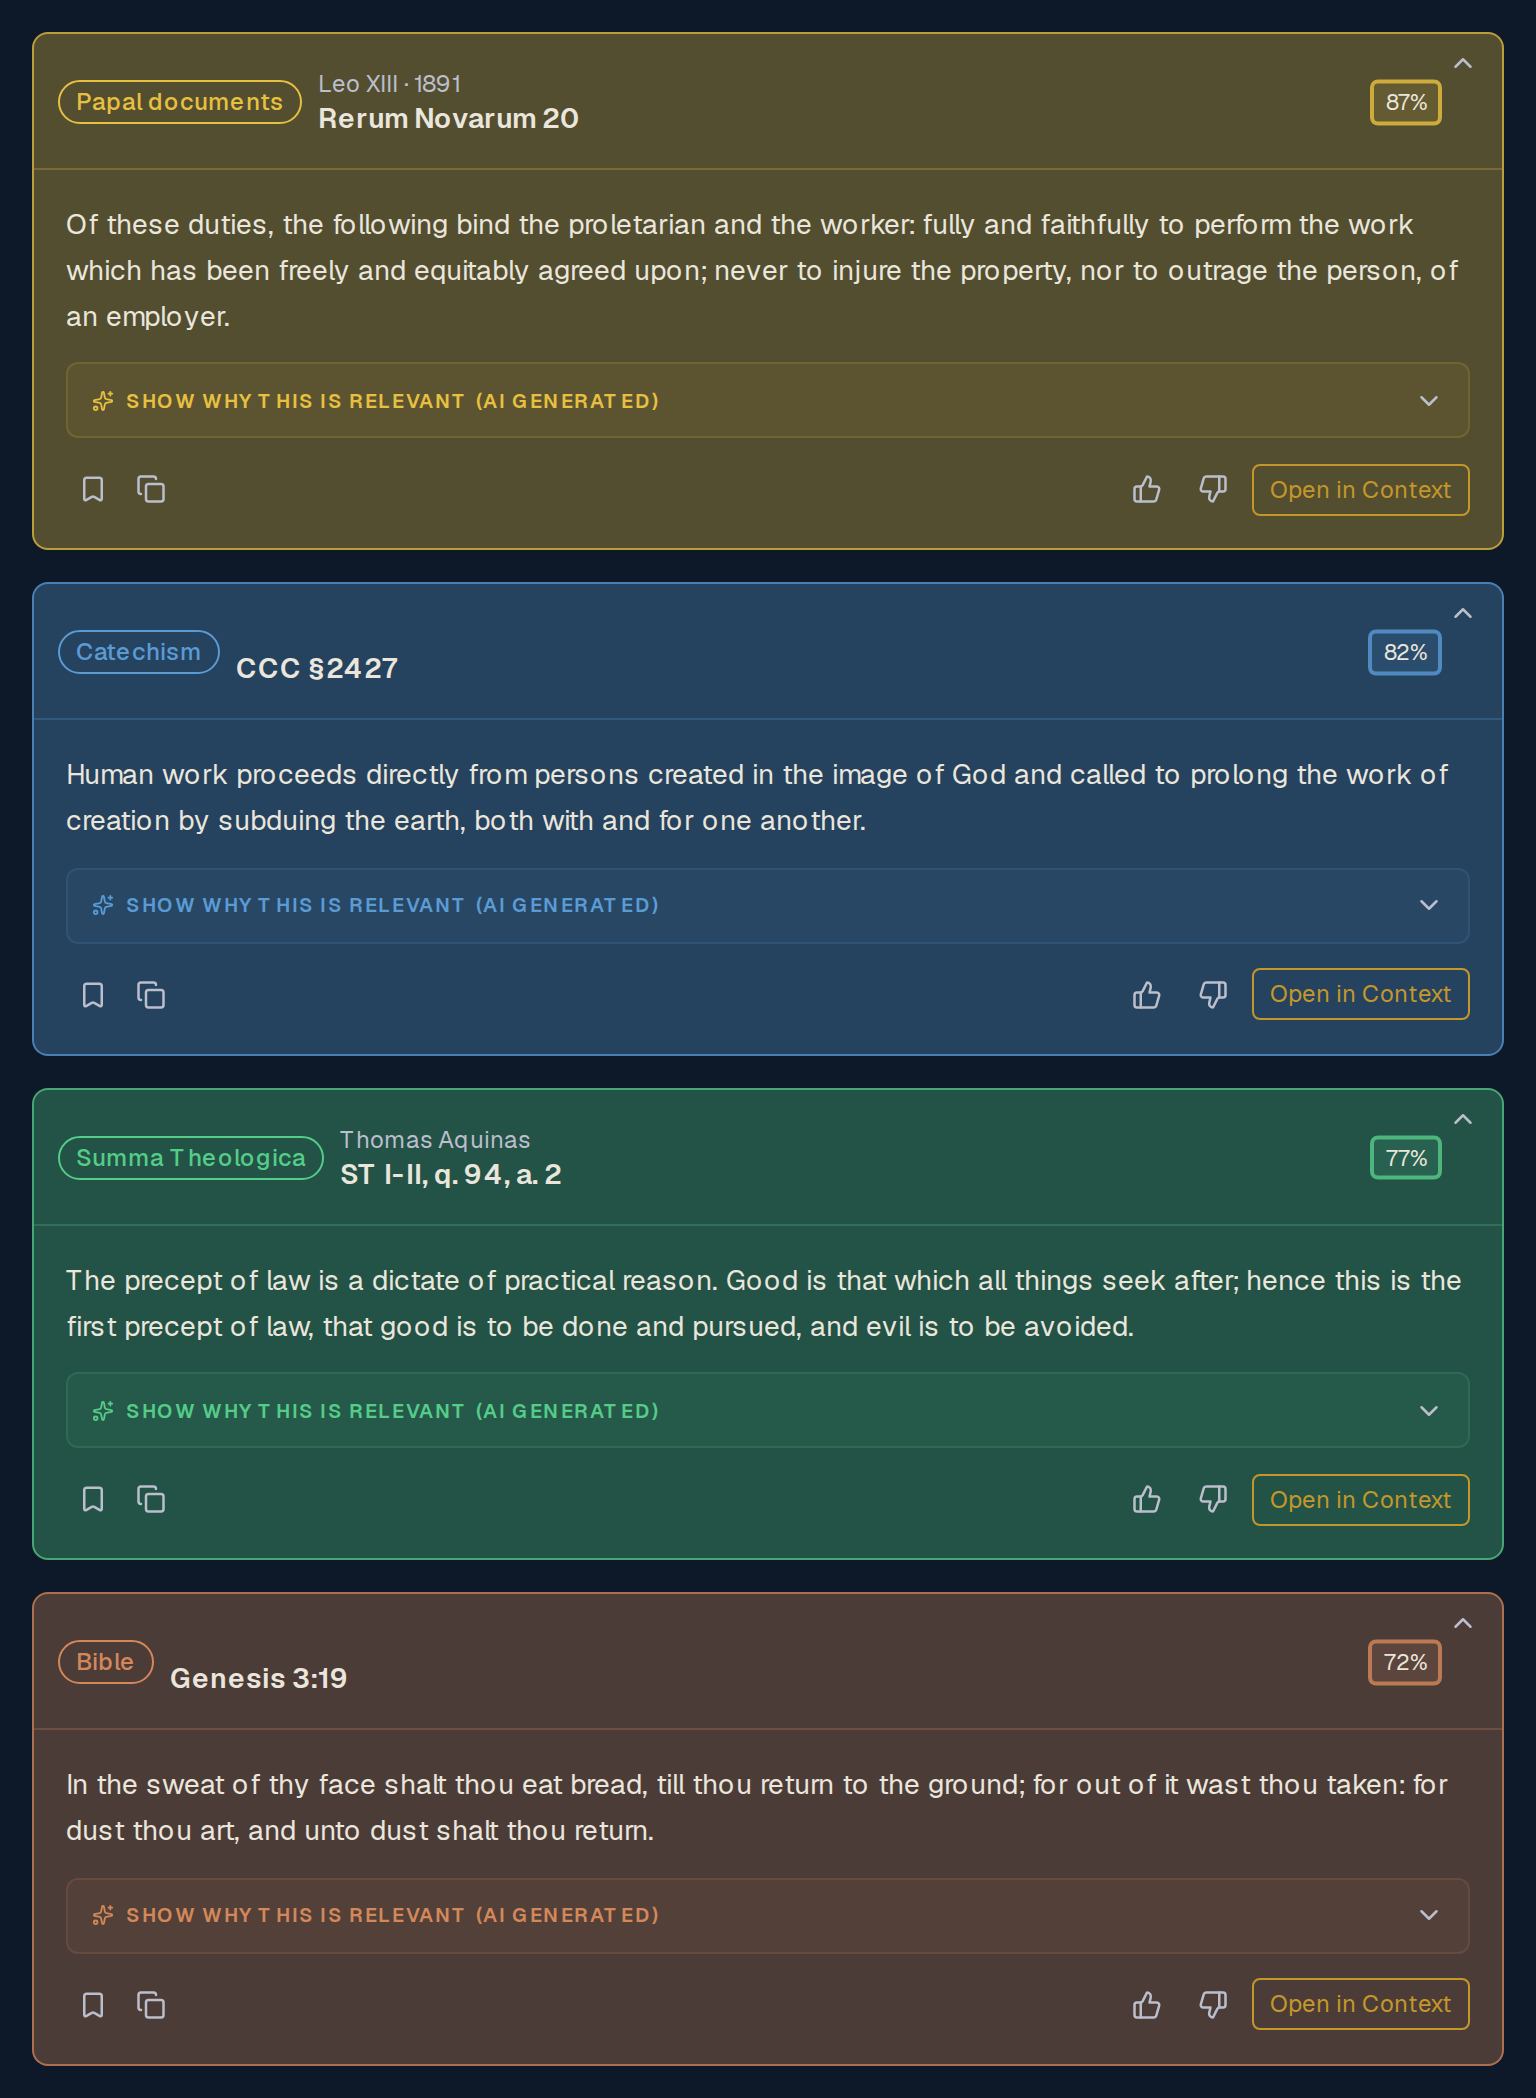 Papal documents
Leo XIII · 1891
Rerum Novarum 20
87%
Of these duties, the following bind the proletarian and the worker: fully and faithfully to perform the work
which has been freely and equitably agreed upon; never to injure the property, nor to outrage the person, of
an employer.
SHOW WHY THIS IS RELEVANT (AI GENERATED)
Open in Context
Catechism
CCC §2427
82%
Human work proceeds directly from persons created in the image of God and called to prolong the work of
creation by subduing the earth, both with and for one another.
SHOW WHY THIS IS RELEVANT (AI GENERATED)
Open in Context
Summa Theologica
Thomas Aquinas
ST I-II, q. 94, a. 2
77%
The precept of law is a dictate of practical reason. Good is that which all things seek after; hence this is the
first precept of law, that good is to be done and pursued, and evil is to be avoided.
SHOW WHY THIS IS RELEVANT (AI GENERATED)
Open in Context
Bible
Genesis 3:19
72%
In the sweat of thy face shalt thou eat bread, till thou return to the ground; for out of it wast thou taken: for
dust thou art, and unto dust shalt thou return.
SHOW WHY THIS IS RELEVANT (AI GENERATED)
Open in Context